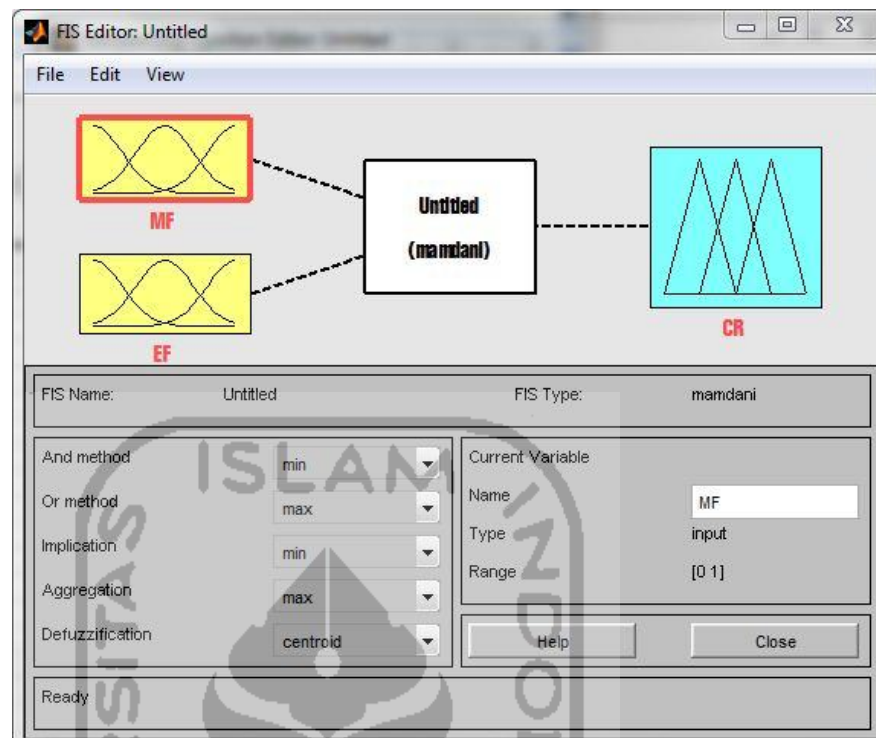 FIS Editor: Untitled
File Edit View
MF
EF
Untitled
(mamdani)
CR
FIS Name: Untitled
FIS Type: mamdani
And method min
Or method max
Implication min
Aggregation max
Defuzzification centroid
Current Variable
Name MF
Type input
Range [0 1]
Help Close
Ready
ISLAM